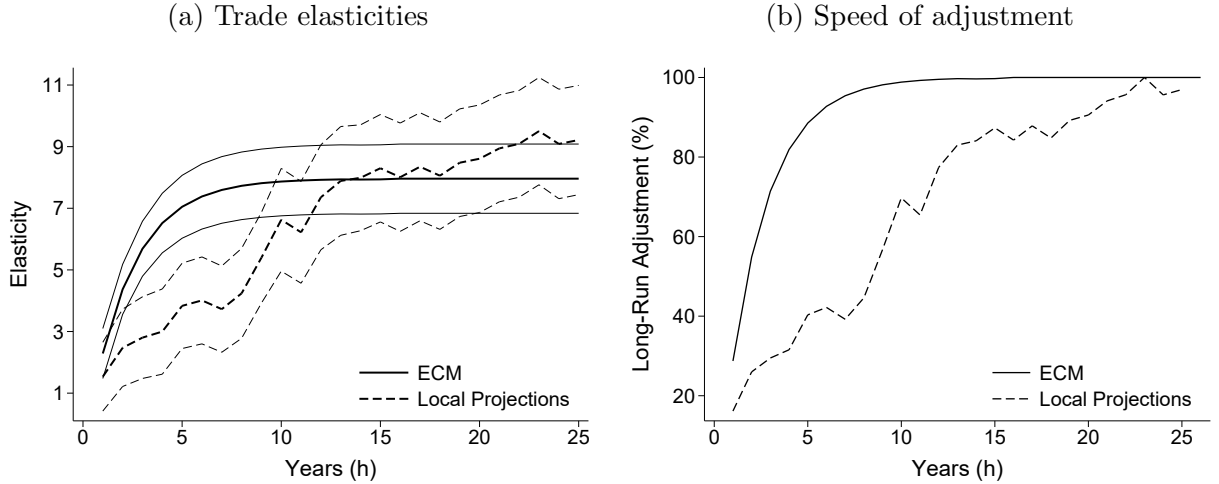 (a) Trade elasticities
Elasticity
11
9
7
5
3
1
0 5 10 15 20 25
Years (h)
ECM
Local Projections
(b) Speed of adjustment
Long-Run Adjustment (%)
100
80
60
40
20
0 5 10 15 20 25
Years (h)
ECM
Local Projections